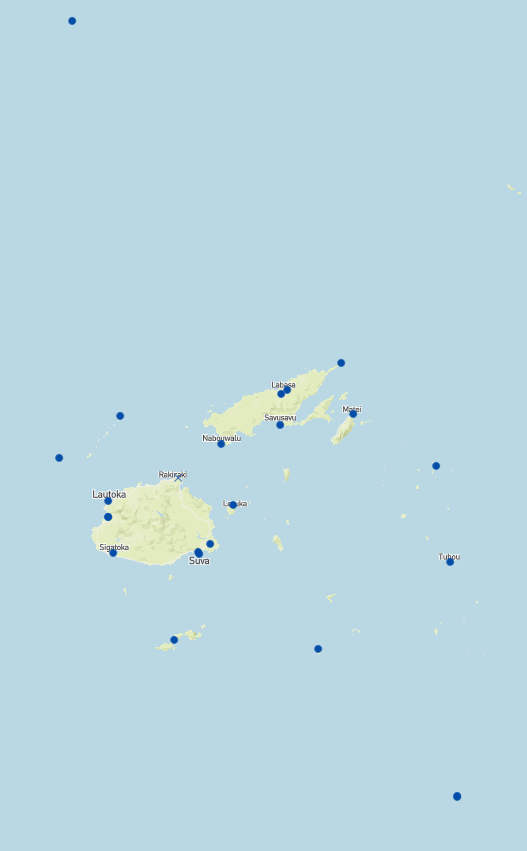 Labasa
Matei
Savusavu
Nabouwalu
Rakiraki
Lautoka
Levuka
Sigatoka
Suva
Tubou